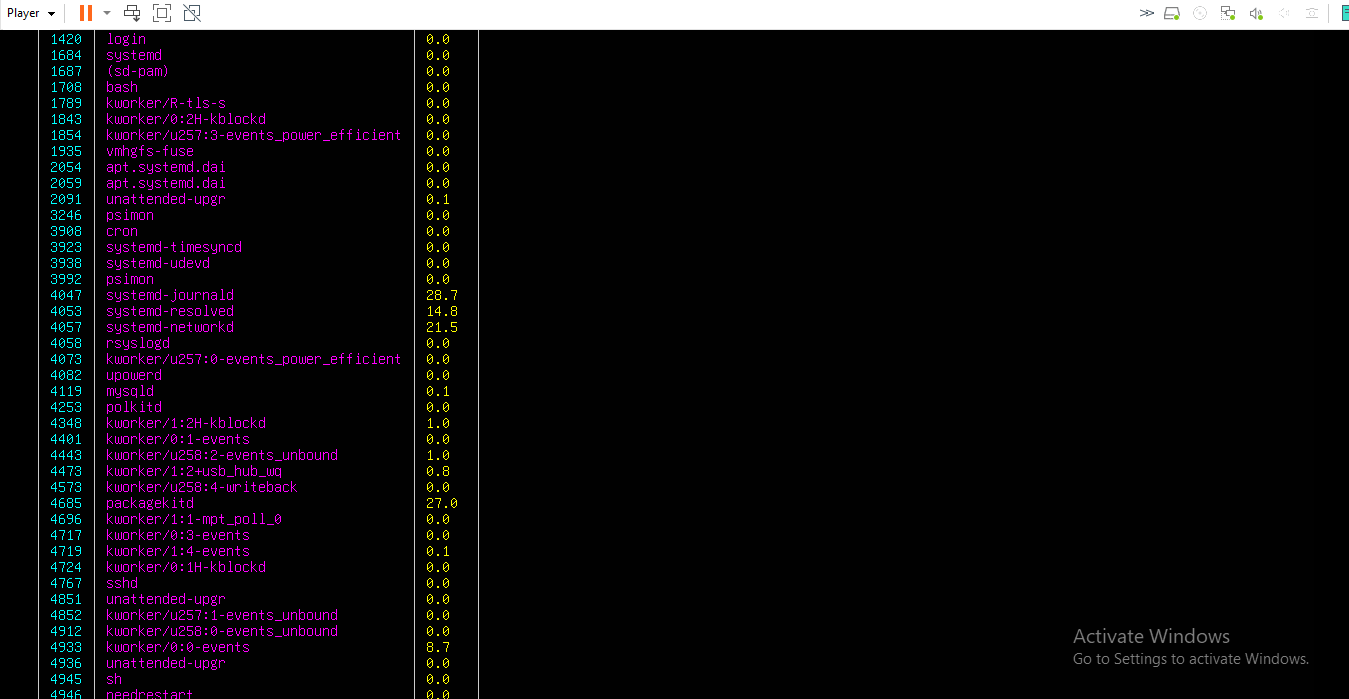 Player
1420 login 0.0
1684 systemd 0.0
1687 (sd-pam) 0.0
1708 bash 0.0
1789 kworker/R-tls-s 0.0
1843 kworker/0:2H-kblockd 0.0
1854 kworker/u257:3-events_power_efficient 0.0
1935 vmhgfs-fuse 0.0
2054 apt.systemd.dai 0.0
2059 apt.systemd.dai 0.0
2091 unattended-upgr 0.1
3246 psimon 0.0
3908 cron 0.0
3923 systemd-timesyncd 0.0
3938 systemd-udevd 0.0
3992 psimon 0.0
4047 systemd-journald 28.7
4053 systemd-resolved 14.8
4057 systemd-networkd 21.5
4058 rsyslogd 0.0
4073 kworker/u257:0-events_power_efficient 0.0
4082 upowerd 0.0
4119 mysqld 0.1
4253 polkitd 0.0
4348 kworker/1:2H-kblockd 1.0
4401 kworker/0:1-events 0.0
4443 kworker/u258:2-events_unbound 1.0
4473 kworker/1:2+usb_hub_wq 0.8
4573 kworker/u258:4-writeback 0.0
4685 packagekitd 27.0
4696 kworker/1:1-mpt_poll_0 0.0
4717 kworker/0:3-events 0.0
4719 kworker/1:4-events 0.1
4724 kworker/0:1H-kblockd 0.0
4767 sshd 0.0
4851 unattended-upgr 0.0
4852 kworker/u257:1-events_unbound 0.0
4912 kworker/u258:0-events_unbound 0.0
4933 kworker/0:0-events 8.7
4936 unattended-upgr 0.0
4945 sh 0.0
4946 needrestart 0.0
Activate Windows
Go to Settings to activate Windows.